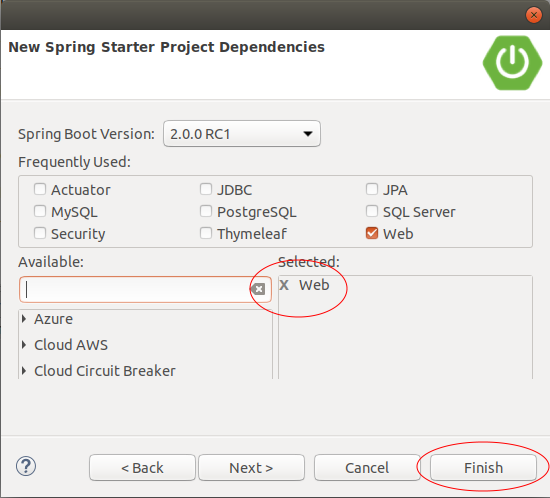 New Spring Starter Project Dependencies
Spring Boot Version: 2.0.0 RC1
Frequently Used:
Actuator JDBC JPA
MySQL PostgreSQL SQL Server
Security Thymeleaf Web
Available: Selected:
X Web
Azure
Cloud AWS
Cloud Circuit Breaker
? < Back Next > Cancel Finish